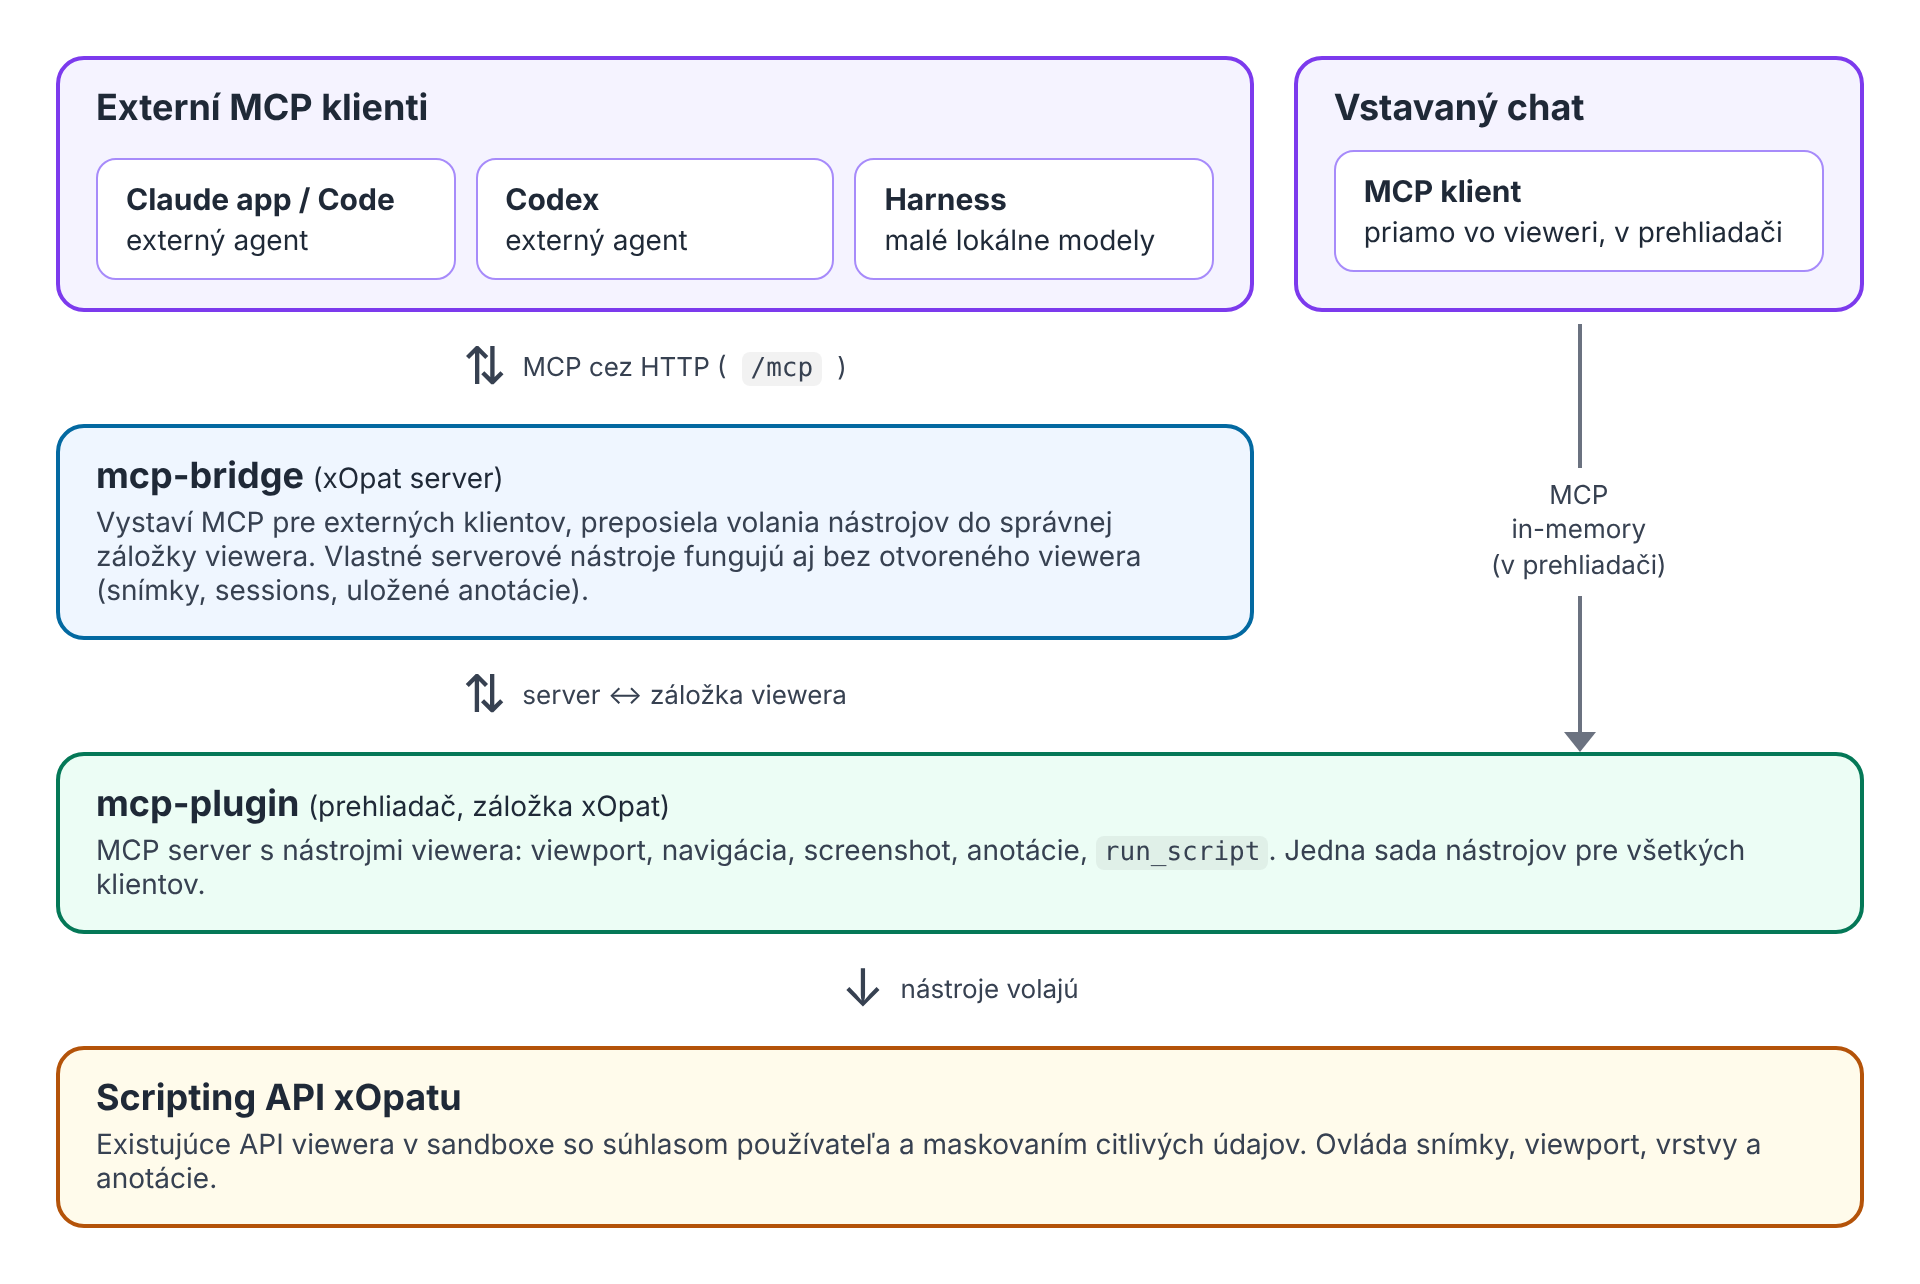 Externí MCP klienti
Claude app / Code
externý agent
Codex
externý agent
Harness
malé lokálne modely
Vstavaný chat
MCP klient
priamo vo vieweri, v prehliadači
MCP cez HTTP ( /mcp )
mcp-bridge (xOpat server)
Vystaví MCP pre externých klientov, preposiela volania nástrojov do správnej
záložky viewera. Vlastné serverové nástroje fungujú aj bez otvoreného viewera
(snímky, sessions, uložené anotácie).
MCP
in-memory
(v prehliadači)
server ↔ záložka viewera
mcp-plugin (prehliadač, záložka xOpat)
MCP server s nástrojmi viewera: viewport, navigácia, screenshot, anotácie, run_script. Jedna sada nástrojov pre všetkých
klientov.
nástroje volajú
Scripting API xOpatu
Existujúce API viewera v sandboxe so súhlasom používateľa a maskovaním citlivých údajov. Ovláda snímky, viewport, vrstvy a
anotácie.